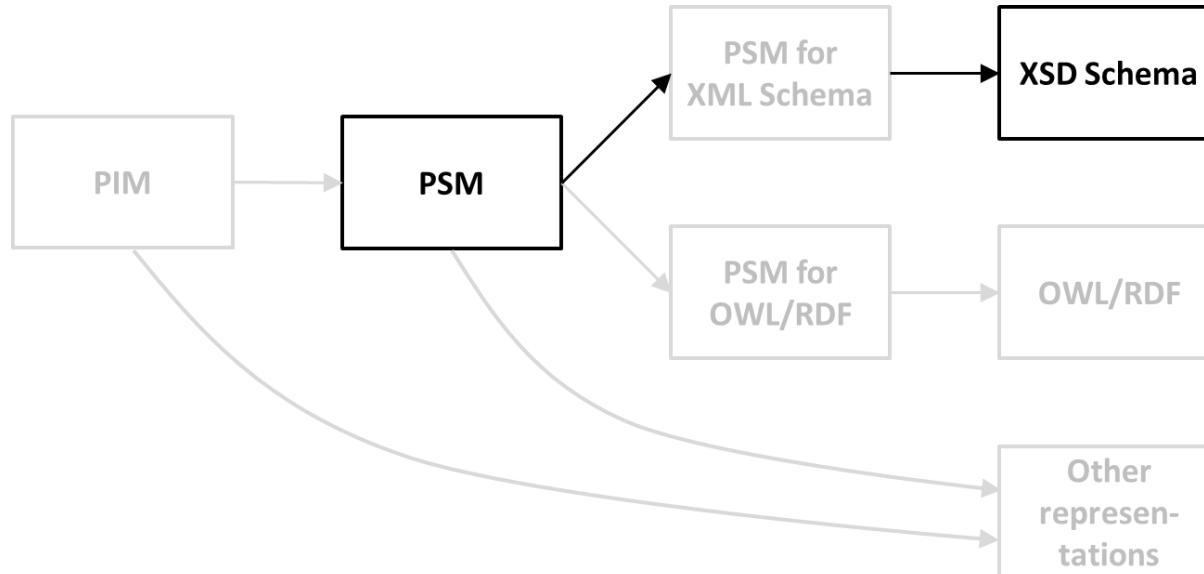 PSM for
XML Schema
XSD Schema
PIM
PSM
PSM for
OWL/RDF
OWL/RDF
Other
represen-
tations